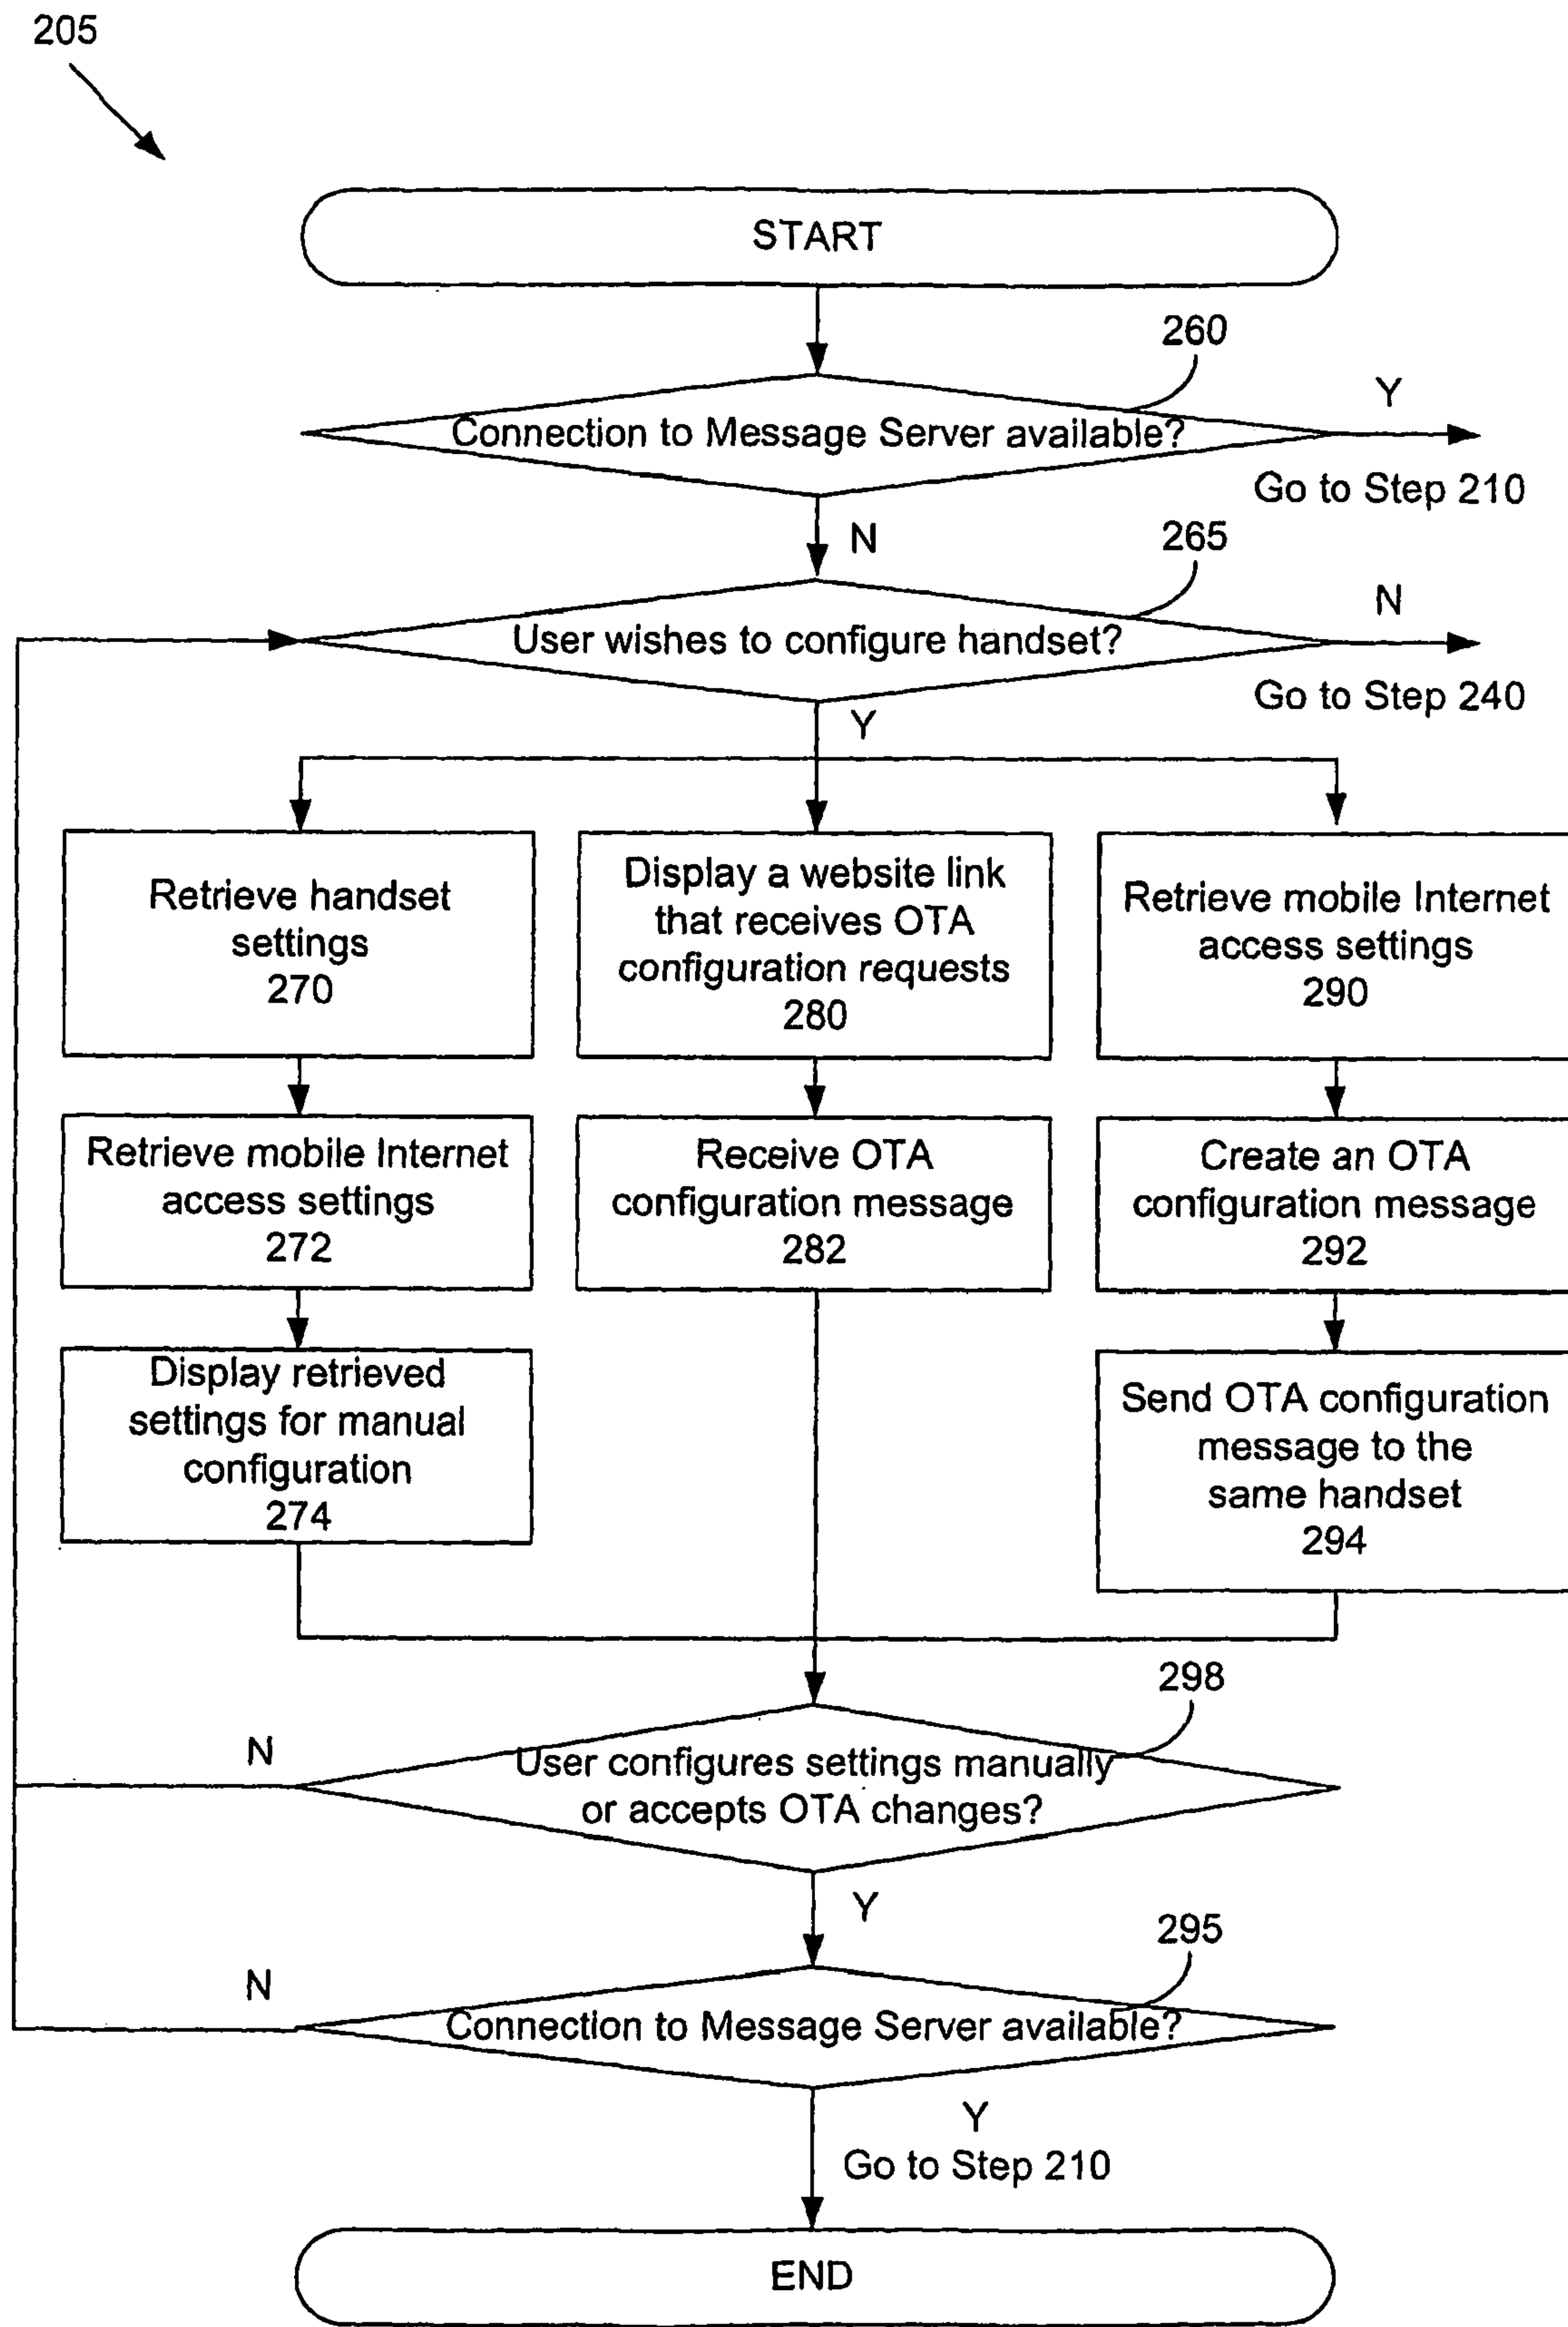 205
START
260
Y
Connection to Message Server available?
Go to Step 210
N
265
N
User wishes to configure handset?
Go to Step 240
Y
Retrieve handset
settings
270
Display a website link
that receives OTA
configuration requests
280
Retrieve mobile Internet
access settings
290
Retrieve mobile Internet
access settings
272
Receive OTA
configuration message
282
Create an OTA
configuration message
292
Display retrieved
settings for manual
configuration
274
Send OTA configuration
message to the
same handset
294
298
N
User configures settings manually
or accepts OTA changes?
Y
295
N
Connection to Message Server available?
Y
Go to Step 210
END